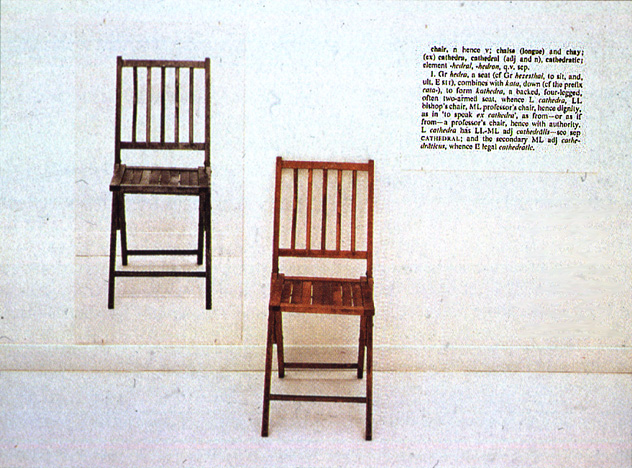 chair, n hence v; chaise (longue) and chay;
(ex) cathedra, cathedral (adj and n), cathedratic;
element -hedral, -hedron, q.v. sep.
1. Gr hedra, a seat (cf Gr hezesthai, to sit, and,
ult, E SIT), combines with kata, down (cf the prefix
cata-), to form kathedra, a backed, four-legged,
often two-armed seat, whence L cathedra, LL
bishop's chair, ML professor's chair, hence dignity,
as in 'to speak ex cathedra', as from—or as if
from—a professor's chair, hence with authority.
L cathedra has LL-ML adj cathedrālis—see sep
CATHEDRAL; and the secondary ML adj cathe-
drāticus, whence E legal cathedratic.